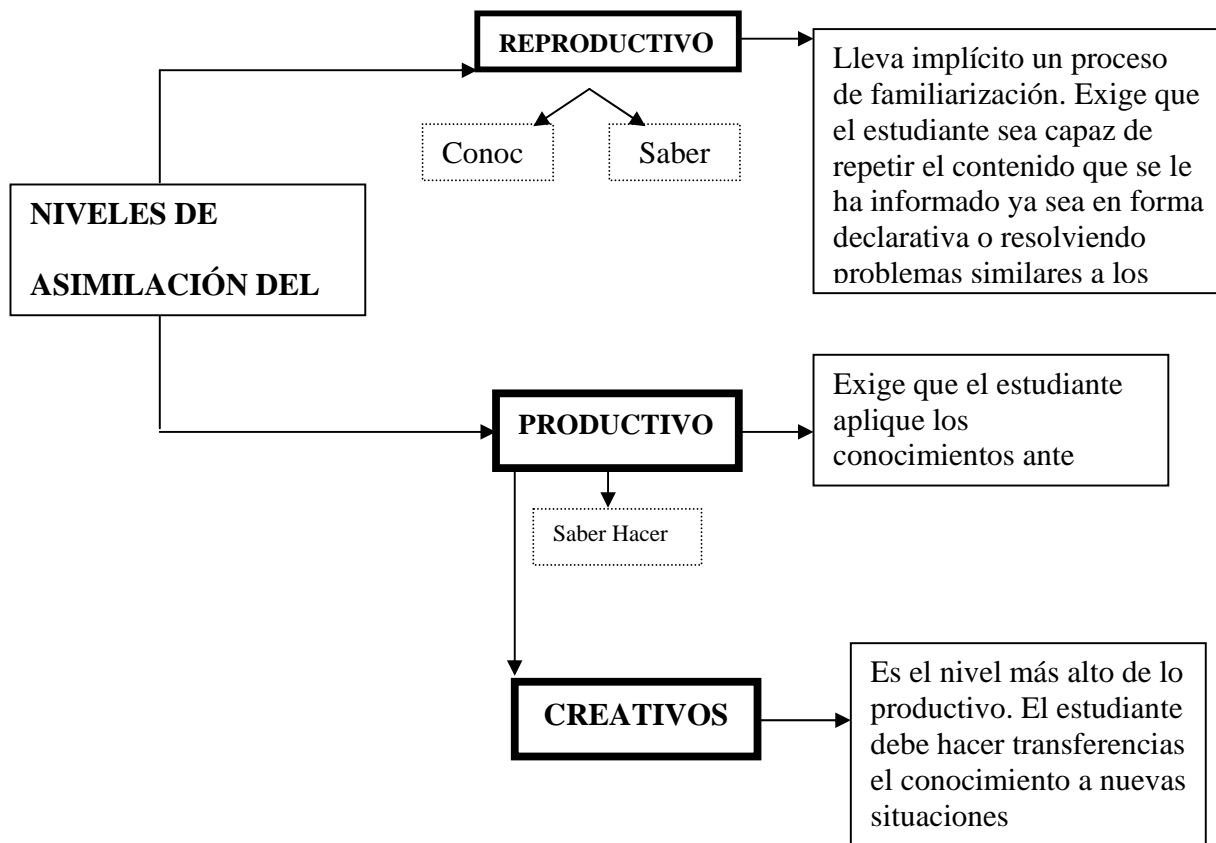 REPRODUCTIVO
Lleva implícito un proceso
de familiarización. Exige que
el estudiante sea capaz de
repetir el contenido que se le
ha informado ya sea en forma
declarativa o resolviendo
problemas similares a los
Conoc
Saber
NIVELES DE
ASIMILACIÓN DEL
PRODUCTIVO
Exige que el estudiante
aplique los
conocimientos ante
Saber Hacer
CREATIVOS
Es el nivel más alto de lo
productivo. El estudiante
debe hacer transferencias
el conocimiento a nuevas
situaciones